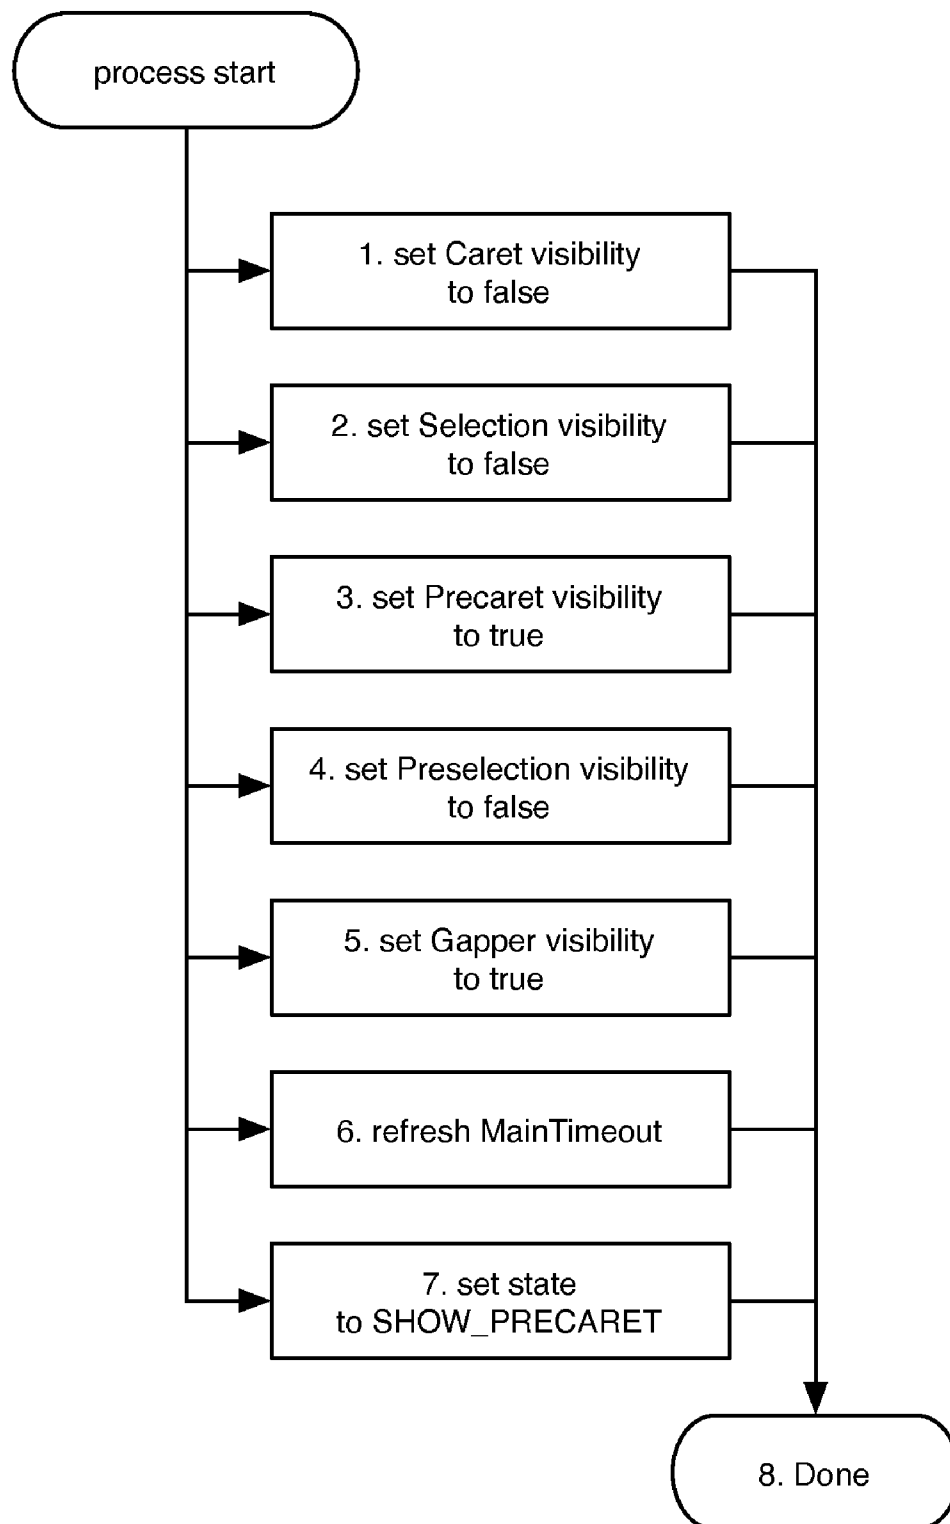 process start
1. set Caret visibility
to false
2. set Selection visibility
to false
3. set Precaret visibility
to true
4. set Preselection visibility
to false
5. set Gapper visibility
to true
6. refresh MainTimeout
7. set state
to SHOW_PRECARET
8. Done